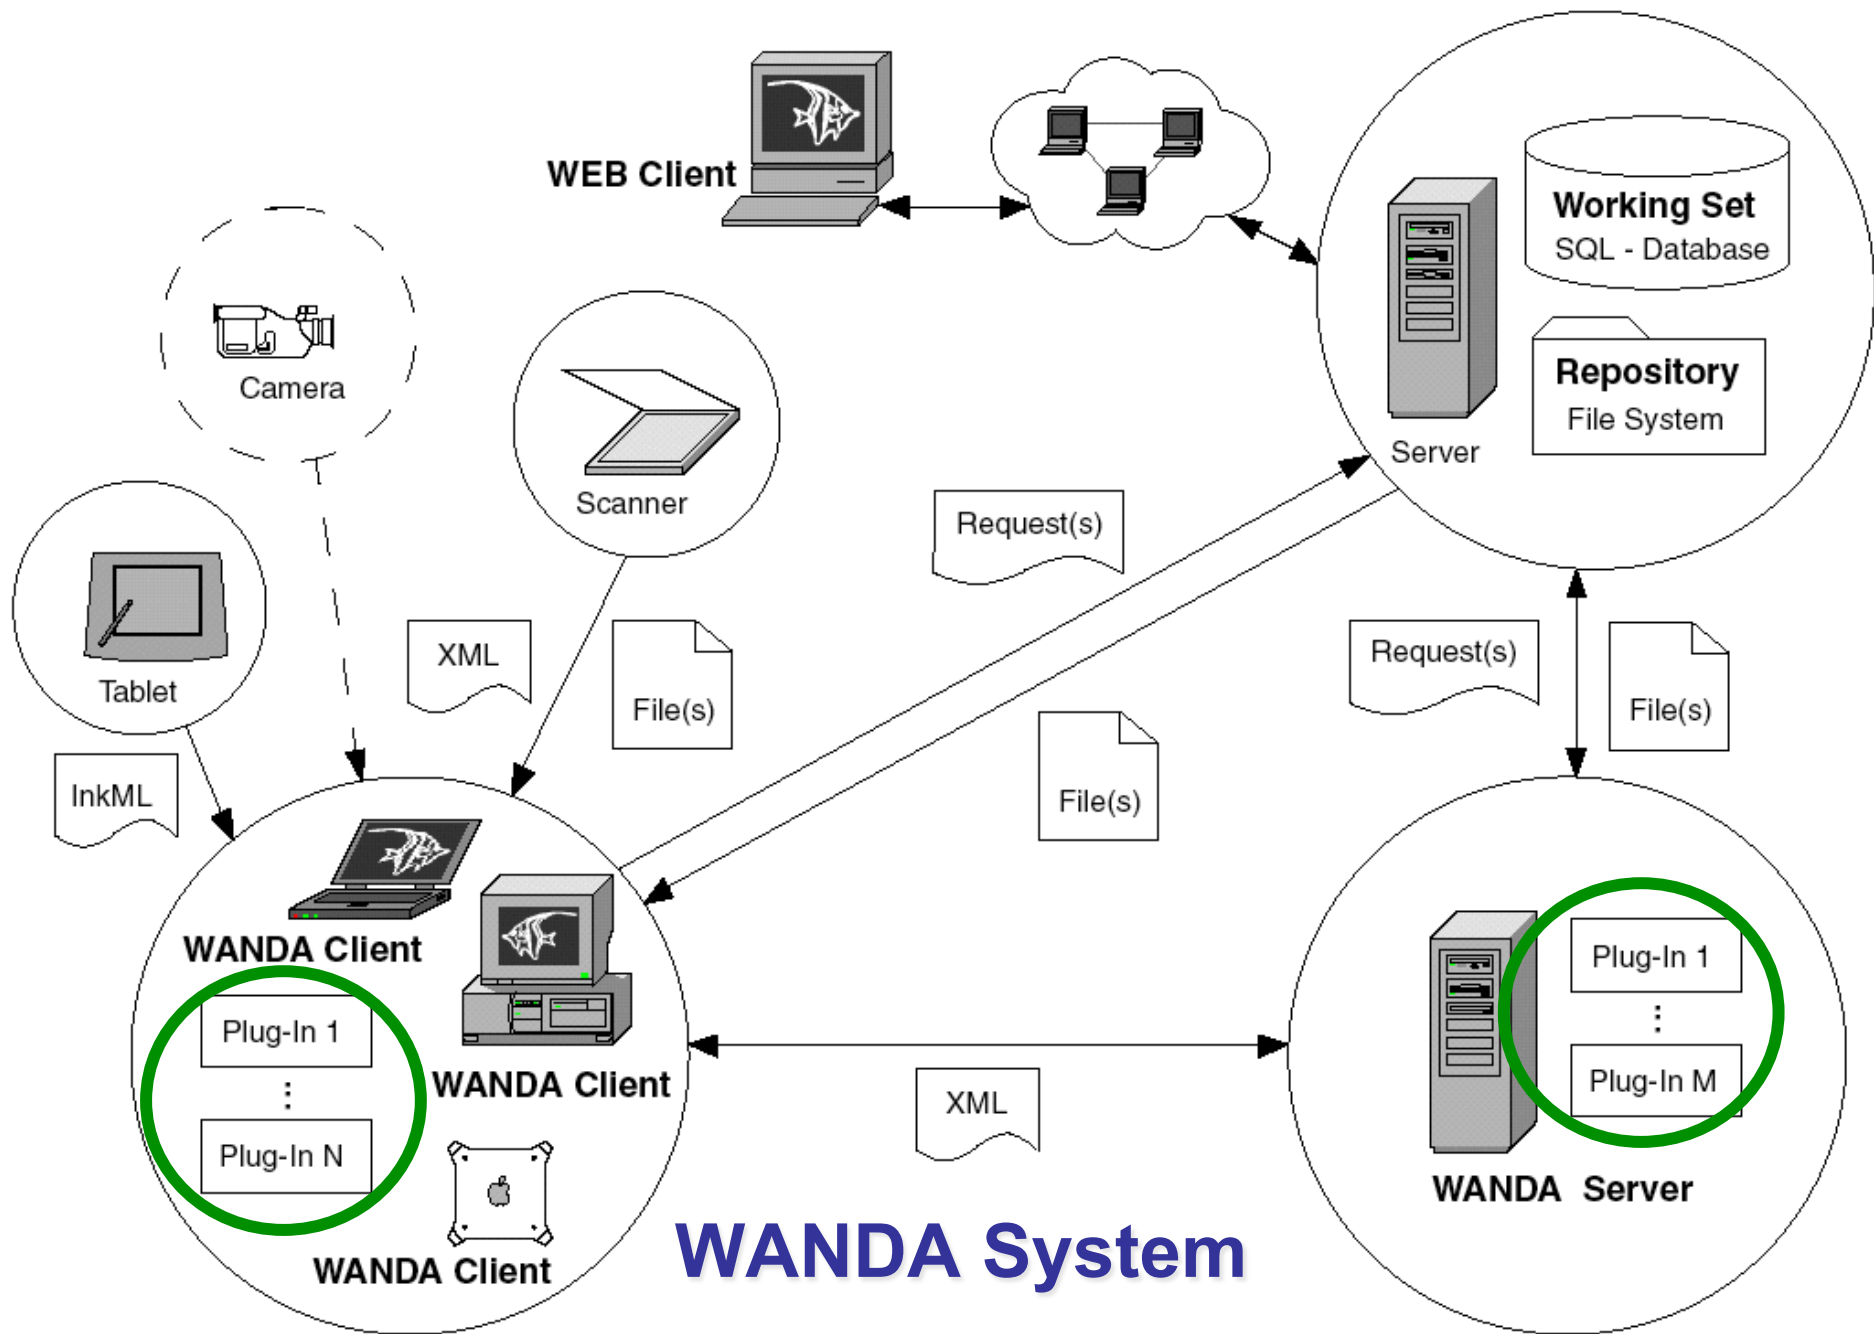 WEB Client
Working Set
SQL - Database
Repository
File System
Server
Camera
Scanner
Tablet
Request(s)
XML
File(s)
Request(s)
File(s)
File(s)
InkML
WANDA Client
Plug-In 1
⋮
Plug-In N
WANDA Client
WANDA Client
XML
Plug-In 1
⋮
Plug-In M
WANDA Server
WANDA System